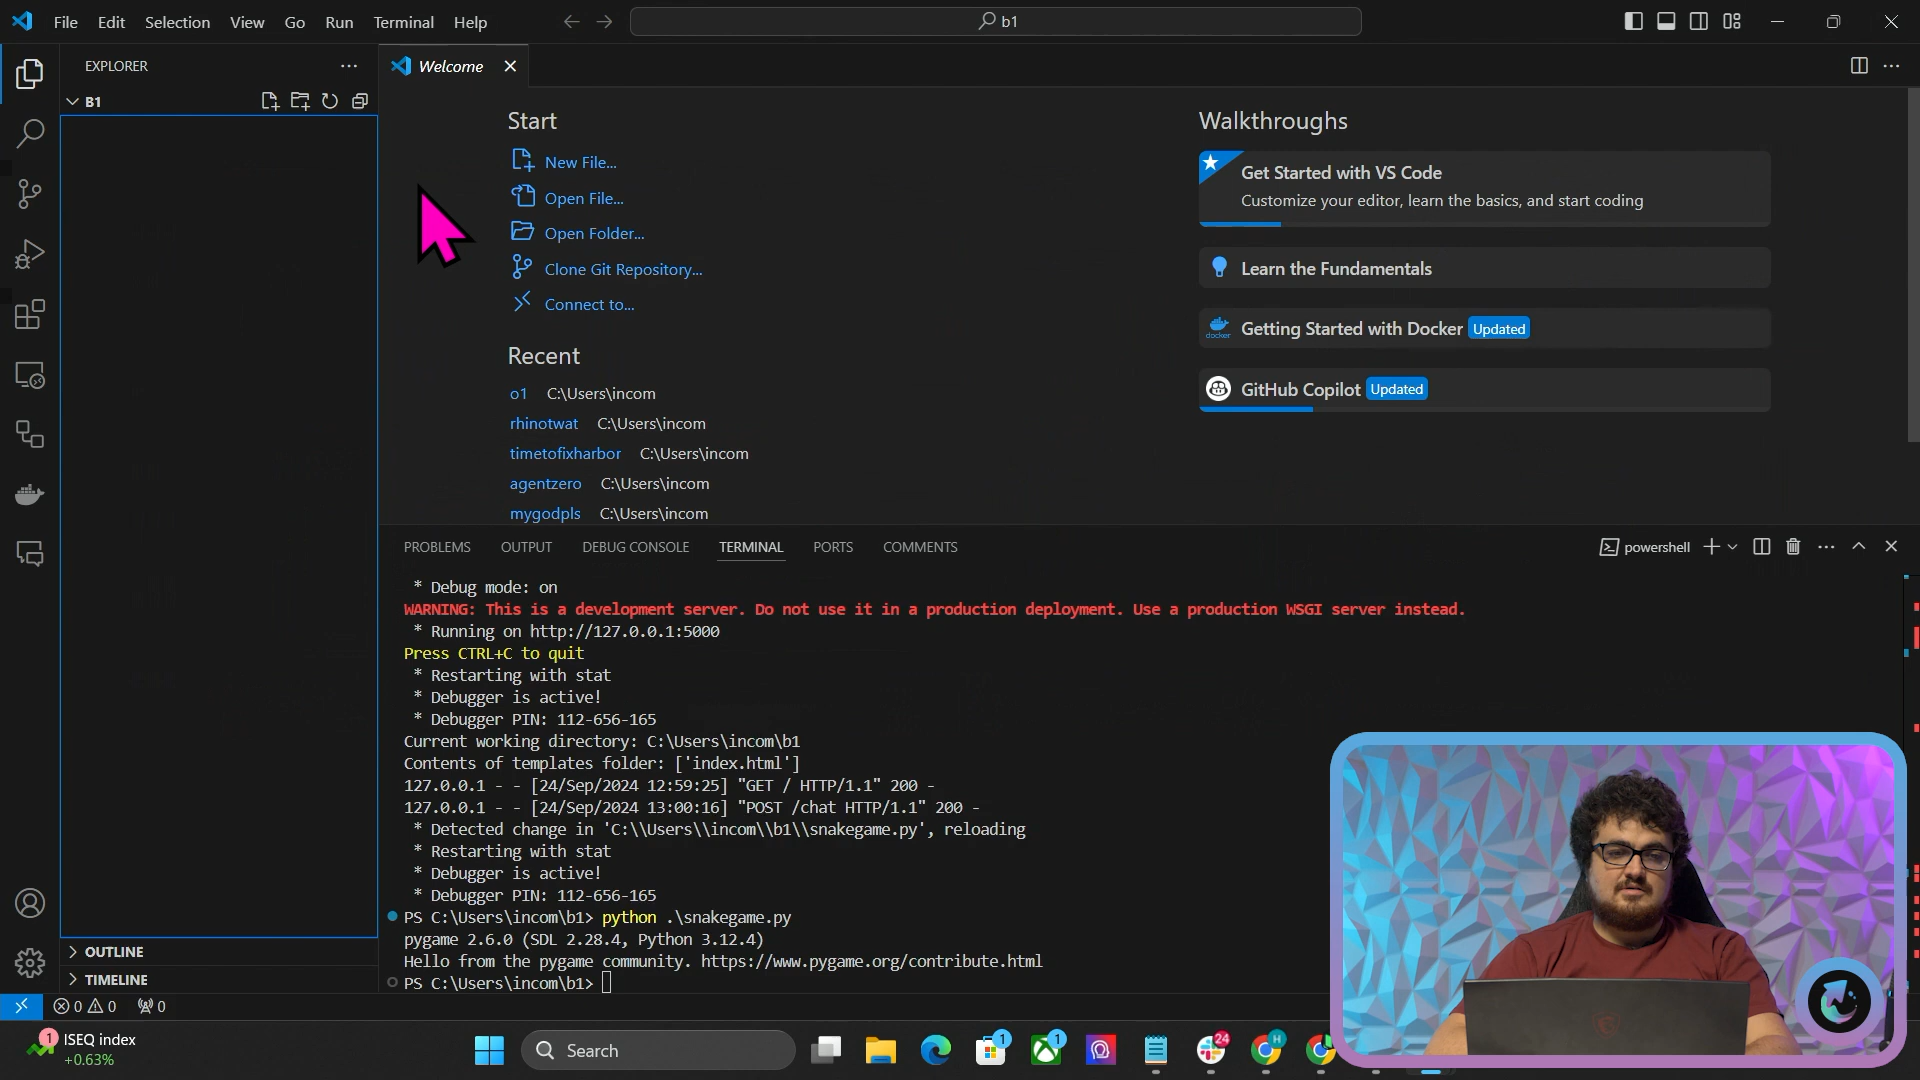 File Edit Selection View Go Run Terminal Help
b1
EXPLORER
Welcome
B1
Start
New File...
Open File...
Open Folder...
Clone Git Repository...
Connect to...
Recent
o1 C:\Users\incom
rhinotwat C:\Users\incom
timetofixharbor C:\Users\incom
agentzero C:\Users\incom
mygodpls C:\Users\incom
Walkthroughs
Get Started with VS Code
Customize your editor, learn the basics, and start coding
Learn the Fundamentals
docker
Getting Started with Docker Updated
GitHub Copilot Updated
PROBLEMS OUTPUT DEBUG CONSOLE TERMINAL PORTS COMMENTS
powershell
* Debug mode: on
WARNING: This is a development server. Do not use it in a production deployment. Use a production WSGI server instead.
* Running on http://127.0.0.1:5000
Press CTRL+C to quit
* Restarting with stat
* Debugger is active!
* Debugger PIN: 112-656-165
Current working directory: C:\Users\incom\b1
Contents of templates folder: ['index.html']
127.0.0.1 - - [24/Sep/2024 12:59:25] "GET / HTTP/1.1" 200 -
127.0.0.1 - - [24/Sep/2024 13:00:16] "POST /chat HTTP/1.1" 200 -
* Detected change in 'C:\\Users\\incom\\b1\\snakegame.py', reloading
* Restarting with stat
* Debugger is active!
* Debugger PIN: 112-656-165
PS C:\Users\incom\b1> python .\snakegame.py
pygame 2.6.0 (SDL 2.28.4, Python 3.12.4)
Hello from the pygame community. https://www.pygame.org/contribute.html
PS C:\Users\incom\b1>
OUTLINE
TIMELINE
0 0 0
1
ISEQ index
+0.63%
Search
1
1
24
H